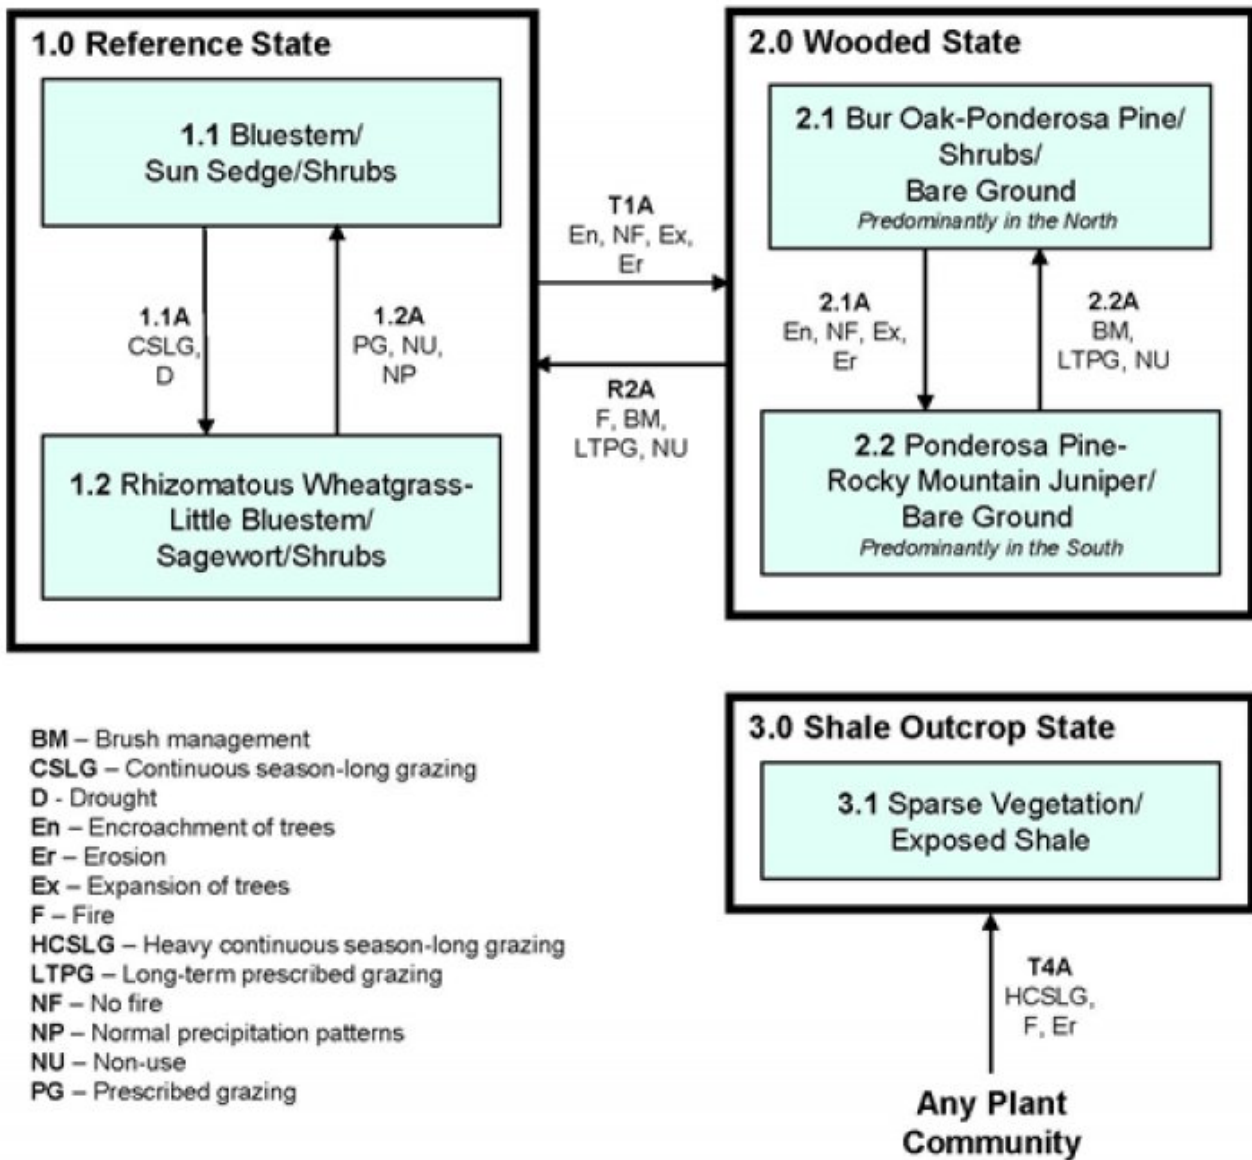 1.0 Reference State
1.1 Bluestem/
Sun Sedge/Shrubs
1.1A
CSLG,
D
1.2A
PG, NU,
NP
1.2 Rhizomatous Wheatgrass-
Little Bluestem/
Sagewort/Shrubs
T1A
En, NF, Ex,
Er
R2A
F, BM,
LTPG, NU
2.0 Wooded State
2.1 Bur Oak-Ponderosa Pine/
Shrubs/
Bare Ground
Predominantly in the North
2.1A
En, NF, Ex,
Er
2.2A
BM,
LTPG, NU
2.2 Ponderosa Pine-
Rocky Mountain Juniper/
Bare Ground
Predominantly in the South
BM – Brush management
CSLG – Continuous season-long grazing
D - Drought
En – Encroachment of trees
Er – Erosion
Ex – Expansion of trees
F – Fire
HCSLG – Heavy continuous season-long grazing
LTPG – Long-term prescribed grazing
NF – No fire
NP – Normal precipitation patterns
NU – Non-use
PG – Prescribed grazing
3.0 Shale Outcrop State
3.1 Sparse Vegetation/
Exposed Shale
T4A
HCSLG,
F, Er
Any Plant
Community